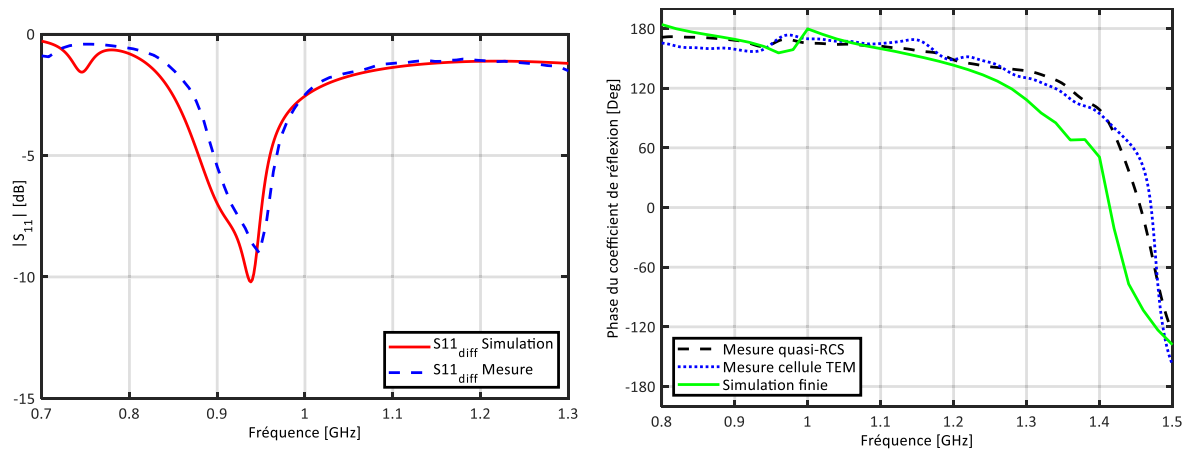 0
-5
-10
-15
|S11| [dB]
0.7 0.8 0.9 1 1.1 1.2 1.3
Fréquence [GHz]
S11diff Simulation
S11diff Mesure
180
120
60
0
-60
-120
-180
Phase du coefficient de réflexion [Deg]
0.8 0.9 1 1.1 1.2 1.3 1.4 1.5
Fréquence [GHz]
Mesure quasi-RCS
Mesure cellule TEM
Simulation finie